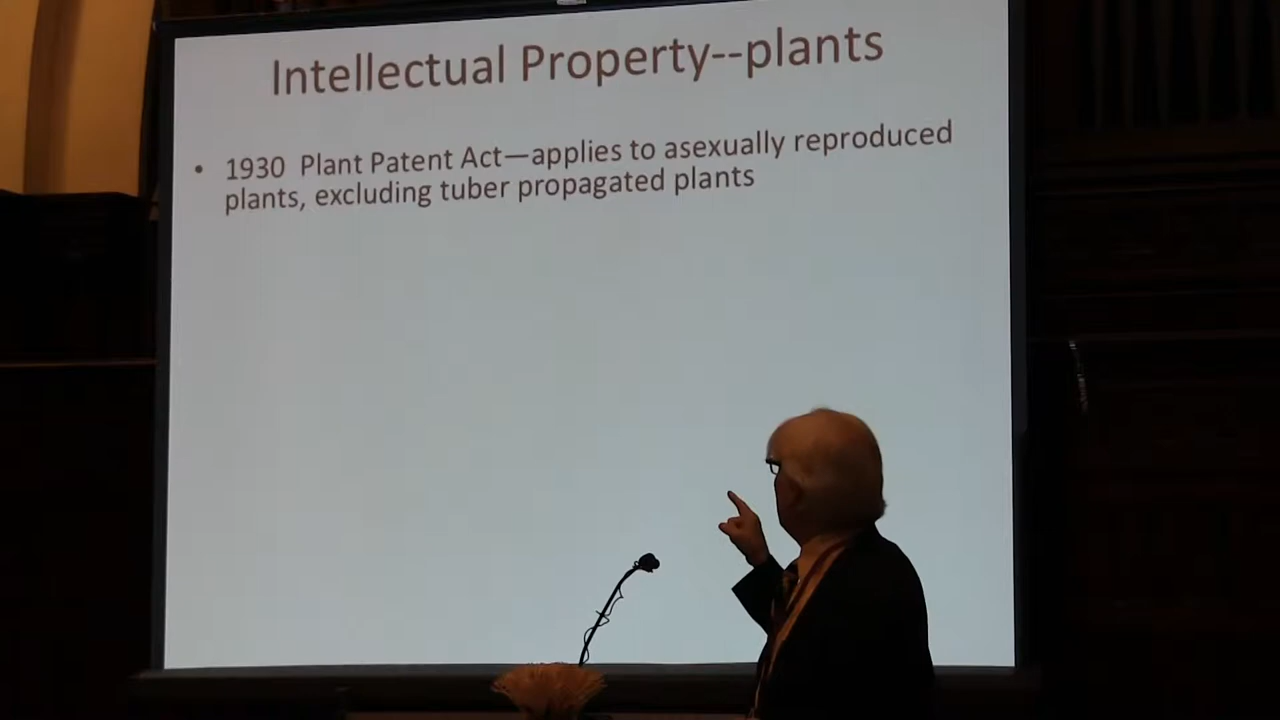 Intellectual Property--plants
• 1930 Plant Patent Act—applies to asexually reproduced
plants, excluding tuber propagated plants